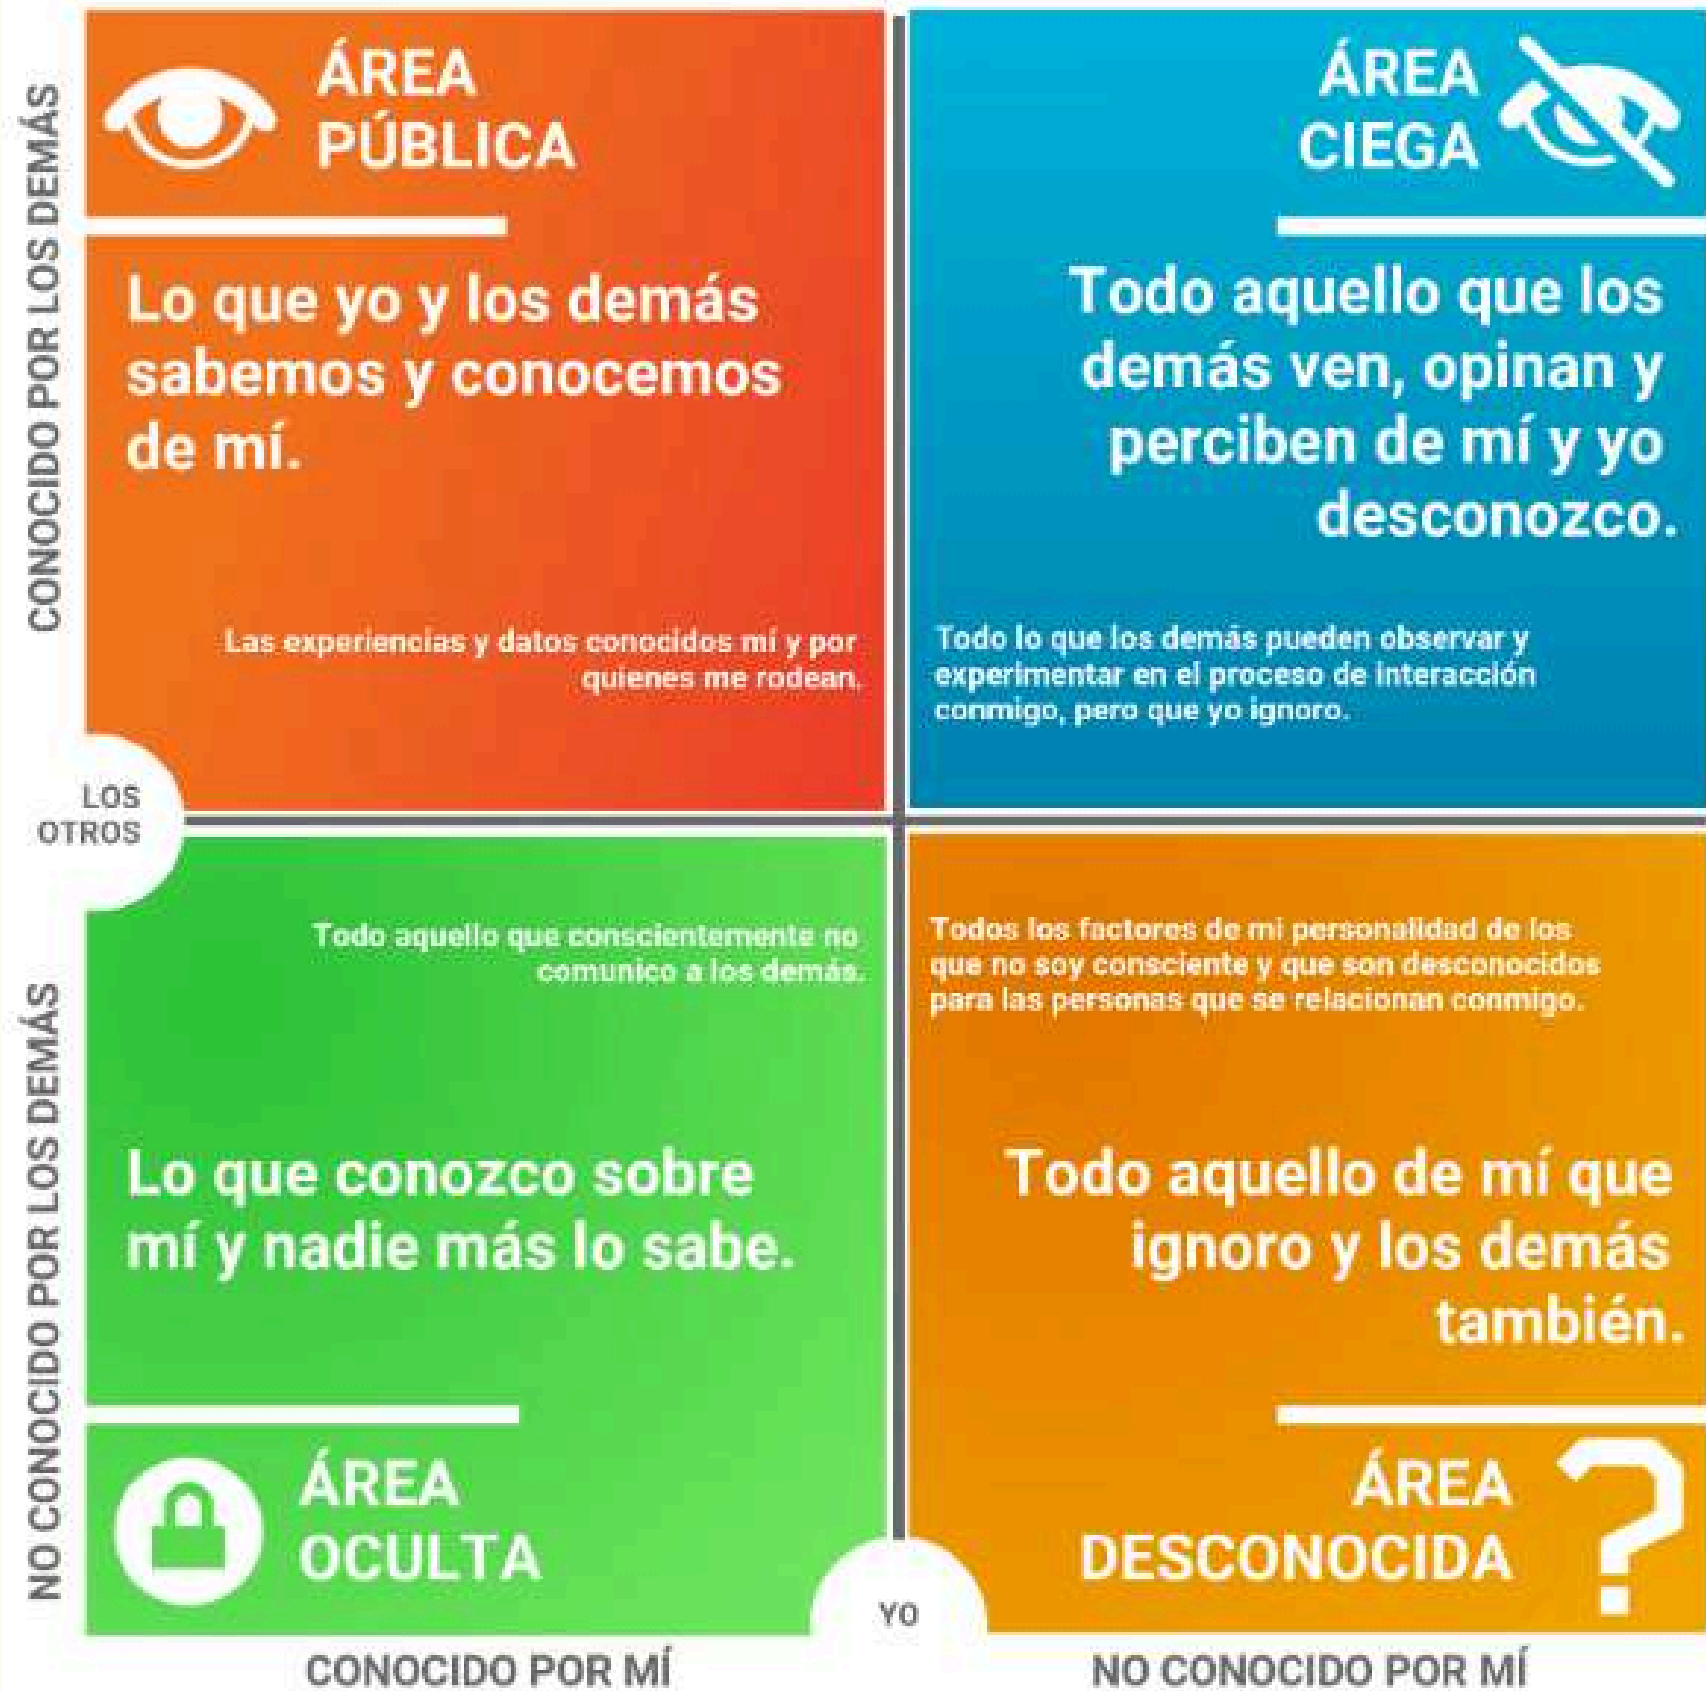 CONOCIDO POR LOS DEMÁS
ÁREA
PÚBLICA
Lo que yo y los demás
sabemos y conocemos
de mí.
Las experiencias y datos conocidos mí y por
quienes me rodean.
ÁREA
CIEGA
Todo aquello que los
demás ven, opinan y
perciben de mí y yo
desconozco.
Todo lo que los demás pueden observar y
experimentar en el proceso de interacción
conmigo, pero que yo ignoro.
LOS
OTROS
NO CONOCIDO POR LOS DEMÁS
Todo aquello que conscientemente no
comunico a los demás.
Lo que conozco sobre
mí y nadie más lo sabe.
ÁREA
OCULTA
Todos los factores de mi personalidad de los
que no soy consciente y que son desconocidos
para las personas que se relacionan conmigo.
Todo aquello de mí que
ignoro y los demás
también.
ÁREA
DESCONOCIDA
?
YO
CONOCIDO POR MÍ
NO CONOCIDO POR MÍ